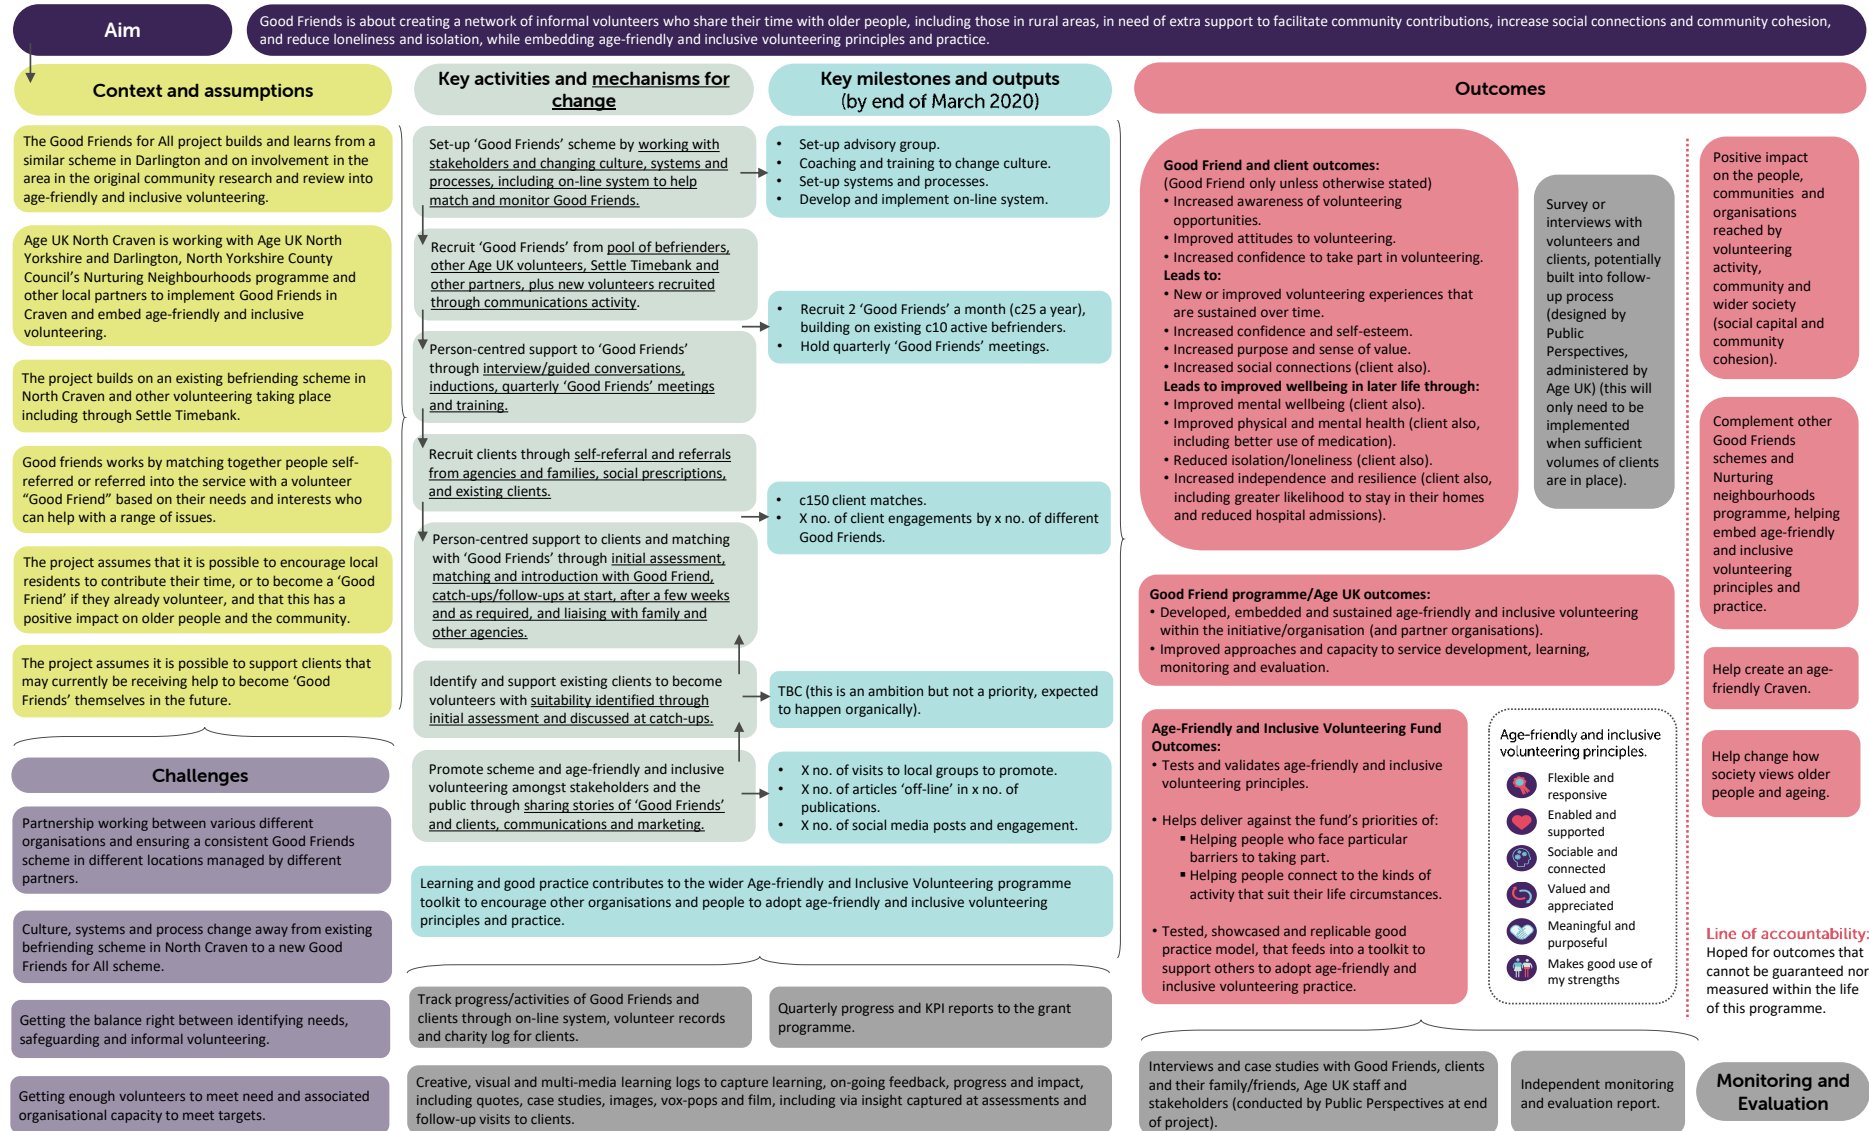 Aim
Good Friends is about creating a network of informal volunteers who share their time with older people, including those in rural areas, in need of extra support to facilitate community contributions, increase social connections and community cohesion,
and reduce loneliness and isolation, while embedding age-friendly and inclusive volunteering principles and practice.
Context and assumptions
The Good Friends for All project builds and learns from a
similar scheme in Darlington and on involvement in the
area in the original community research and review into
age-friendly and inclusive volunteering.
Age UK North Craven is working with Age UK North
Yorkshire and Darlington, North Yorkshire County
Council's Nurturing Neighbourhoods programme and
other local partners to implement Good Friends in
Craven and embed age-friendly and inclusive
volunteering.
The project builds on an existing befriending scheme in
North Craven and other volunteering taking place
including through Settle Timebank.
Good friends works by matching together people self-
referred or referred into the service with a volunteer
"Good Friend" based on their needs and interests who
can help with a range of issues.
The project assumes that it is possible to encourage local
residents to contribute their time, or to become a 'Good
Friend' if they already volunteer, and that this has a
positive impact on older people and the community.
The project assumes it is possible to support clients that
may currently be receiving help to become 'Good
Friends' themselves in the future.
Challenges
Partnership working between various different
organisations and ensuring a consistent Good Friends
scheme in different locations managed by different
partners.
Culture, systems and process change away from existing
befriending scheme in North Craven to a new Good
Friends for All scheme.
Getting the balance right between identifying needs,
safeguarding and informal volunteering.
Getting enough volunteers to meet need and associated
organisational capacity to meet targets.
Key activities and mechanisms for
change
Set-up 'Good Friends' scheme by working with
stakeholders and changing culture, systems and
processes, including on-line system to help
match and monitor Good Friends.
Recruit 'Good Friends' from pool of befrienders,
other Age UK volunteers, Settle Timebank and
other partners, plus new volunteers recruited
through communications activity.
Person-centred support to 'Good Friends'
through interview/guided conversations,
inductions, quarterly 'Good Friends' meetings
and training.
Recruit clients through self-referral and referrals
from agencies and families, social prescriptions,
and existing clients.
Person-centred support to clients and matching
with 'Good Friends' through initial assessment,
matching and introduction with Good Friend,
catch-ups/follow-ups at start, after a few weeks
and as required, and liaising with family and
other agencies.
Identify and support existing clients to become
volunteers with suitability identified through
initial assessment and discussed at catch-ups.
Promote scheme and age-friendly and inclusive
volunteering amongst stakeholders and the
public through sharing stories of 'Good Friends'
and clients, communications and marketing.
Key milestones and outputs
(by end of March 2020)
• Set-up advisory group.
• Coaching and training to change culture.
• Set-up systems and processes.
• Develop and implement on-line system.
• Recruit 2 'Good Friends' a month (c25 a year),
building on existing c10 active befrienders.
• Hold quarterly 'Good Friends' meetings.
• c150 client matches.
• X no. of client engagements by x no. of different
Good Friends.
TBC (this is an ambition but not a priority, expected
to happen organically).
• X no. of visits to local groups to promote.
• X no. of articles 'off-line' in x no. of
publications.
• X no. of social media posts and engagement.
Learning and good practice contributes to the wider Age-friendly and Inclusive Volunteering programme
toolkit to encourage other organisations and people to adopt age-friendly and inclusive volunteering
principles and practice.
Track progress/activities of Good Friends and
clients through on-line system, volunteer records
and charity log for clients.
Quarterly progress and KPI reports to the grant
programme.
Creative, visual and multi-media learning logs to capture learning, on-going feedback, progress and impact,
including quotes, case studies, images, vox-pops and film, including via insight captured at assessments and
follow-up visits to clients.
Outcomes
Good Friend and client outcomes:
(Good Friend only unless otherwise stated)
• Increased awareness of volunteering
opportunities.
• Improved attitudes to volunteering.
• Increased confidence to take part in volunteering.
Leads to:
• New or improved volunteering experiences that
are sustained over time.
• Increased confidence and self-esteem.
• Increased purpose and sense of value.
• Increased social connections (client also).
Leads to improved wellbeing in later life through:
• Improved mental wellbeing (client also).
• Improved physical and mental health (client also,
including better use of medication).
• Reduced isolation/loneliness (client also).
• Increased independence and resilience (client also,
including greater likelihood to stay in their homes
and reduced hospital admissions).
Survey or
interviews with
volunteers and
clients, potentially
built into follow-
up process
(designed by
Public
Perspectives,
administered by
Age UK) (this will
only need to be
implemented
when sufficient
volumes of clients
are in place).
Good Friend programme/Age UK outcomes:
• Developed, embedded and sustained age-friendly and inclusive volunteering
within the initiative/organisation (and partner organisations).
• Improved approaches and capacity to service development, learning,
monitoring and evaluation.
Age-Friendly and Inclusive Volunteering Fund
Outcomes:
• Tests and validates age-friendly and inclusive
volunteering principles.
• Helps deliver against the fund's priorities of:
▪ Helping people who face particular
barriers to taking part.
▪ Helping people connect to the kinds of
activity that suit their life circumstances.
• Tested, showcased and replicable good
practice model, that feeds into a toolkit to
support others to adopt age-friendly and
inclusive volunteering practice.
Age-friendly and inclusive
volunteering principles.
Flexible and
responsive
Enabled and
supported
Sociable and
connected
Valued and
appreciated
Meaningful and
purposeful
Makes good use of
my strengths
Positive impact
on the people,
communities and
organisations
reached by
volunteering
activity,
community and
wider society
(social capital and
community
cohesion).
Complement other
Good Friends
schemes and
Nurturing
neighbourhoods
programme, helping
embed age-friendly
and inclusive
volunteering
principles and
practice.
Help create an age-
friendly Craven.
Help change how
society views older
people and ageing.
Line of accountability:
Hoped for outcomes that
cannot be guaranteed nor
measured within the life
of this programme.
Interviews and case studies with Good Friends, clients
and their family/friends, Age UK staff and
stakeholders (conducted by Public Perspectives at end
of project).
Independent monitoring
and evaluation report.
Monitoring and
Evaluation